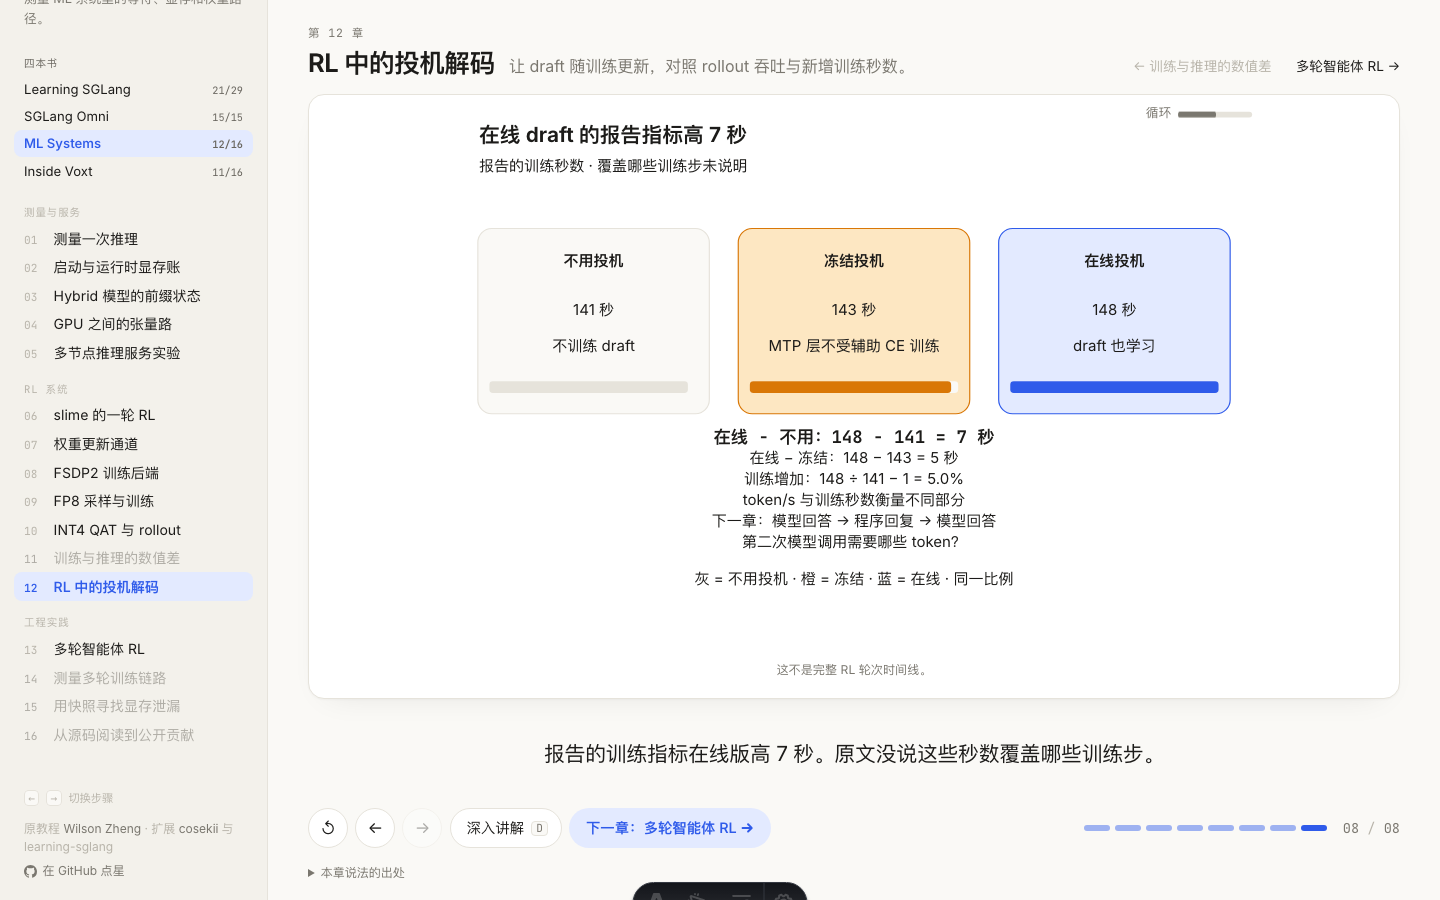 径。
四本书
Learning SGLang 21/29
SGLang Omni 15/15
ML Systems 12/16
Inside Voxt 11/16
测量与服务
01 测量一次推理
02 启动与运行时显存账
03 Hybrid 模型的前缀状态
04 GPU 之间的张量路
05 多节点推理服务实验
RL 系统
06 slime 的一轮 RL
07 权重更新通道
08 FSDP2 训练后端
09 FP8 采样与训练
10 INT4 QAT 与 rollout
11 训练与推理的数值差
12 RL 中的投机解码
工程实践
13 多轮智能体 RL
14 测量多轮训练链路
15 用快照寻找显存泄漏
16 从源码阅读到公开贡献
← → 切换步骤
原教程 Wilson Zheng · 扩展 cosekii 与
learning-sglang
在 GitHub 点星
第 12 章
RL 中的投机解码 让 draft 随训练更新，对照 rollout 吞吐与新增训练秒数。
← 训练与推理的数值差 多轮智能体 RL →
循环
在线 draft 的报告指标高 7 秒
报告的训练秒数 · 覆盖哪些训练步未说明
不用投机
141 秒
不训练 draft
冻结投机
143 秒
MTP 层不受辅助 CE 训练
在线投机
148 秒
draft 也学习
在线 - 不用：148 - 141 = 7 秒
在线 − 冻结：148 − 143 = 5 秒
训练增加：148 ÷ 141 − 1 = 5.0%
token/s 与训练秒数衡量不同部分
下一章：模型回答 → 程序回复 → 模型回答
第二次模型调用需要哪些 token?
灰 = 不用投机 · 橙 = 冻结 · 蓝 = 在线 · 同一比例
这不是完整 RL 轮次时间线。
报告的训练指标在线版高 7 秒。原文没说这些秒数覆盖哪些训练步。
深入讲解 D
下一章：多轮智能体 RL →
08 / 08
▶ 本章说法的出处